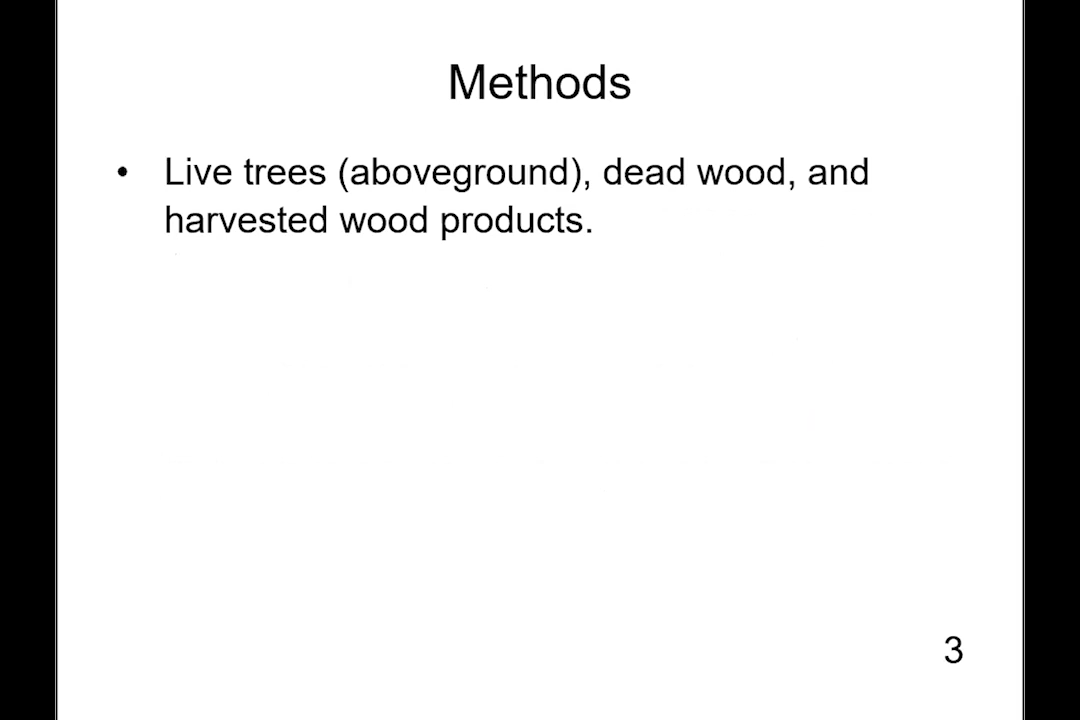 Methods
• Live trees (aboveground), dead wood, and
harvested wood products.
3